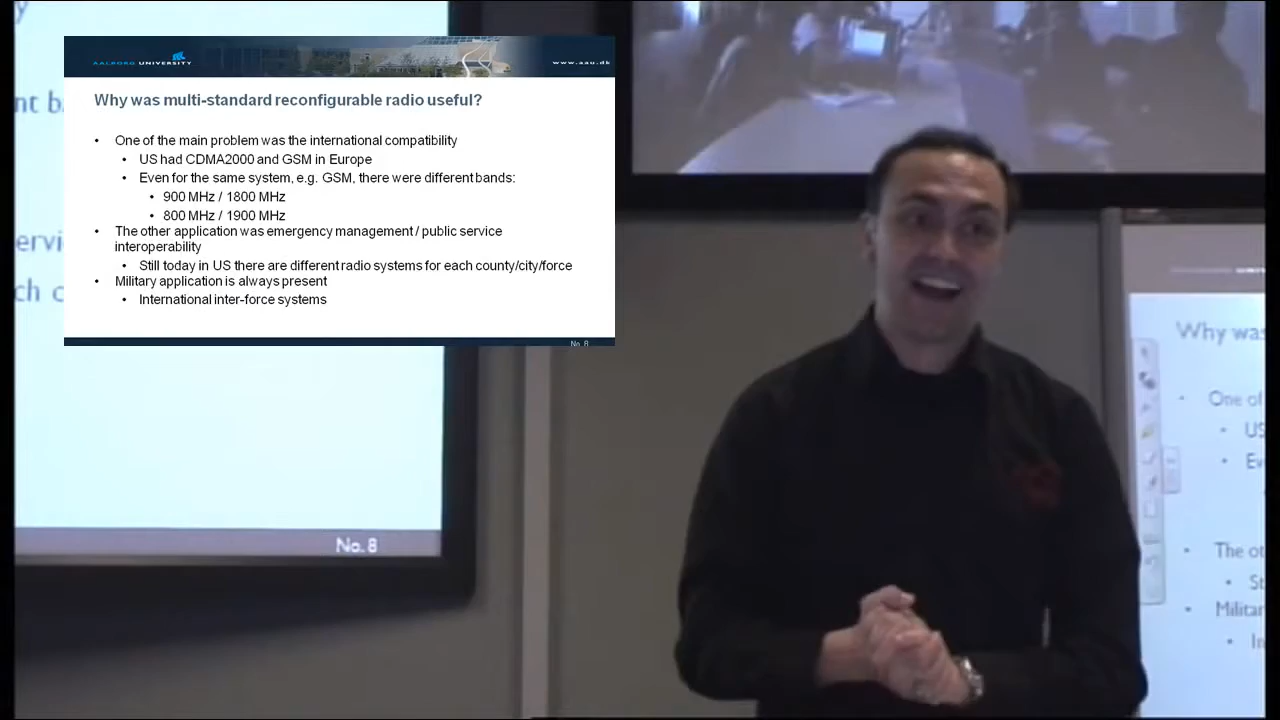 AALBORG UNIVERSITY
www.aau.dk
Why was multi-standard reconfigurable radio useful?
• One of the main problem was the international compatibility
• US had CDMA2000 and GSM in Europe
• Even for the same system, e.g. GSM, there were different bands:
• 900 MHz / 1800 MHz
• 800 MHz / 1900 MHz
• The other application was emergency management / public service
interoperability
• Still today in US there are different radio systems for each county/city/force
• Military application is always present
• International inter-force systems
No. 8
y
nt ba
ervi
ch c
No. 8
Why was
• One of
• US
• Ev
• The ot
• St
• Militar
• In